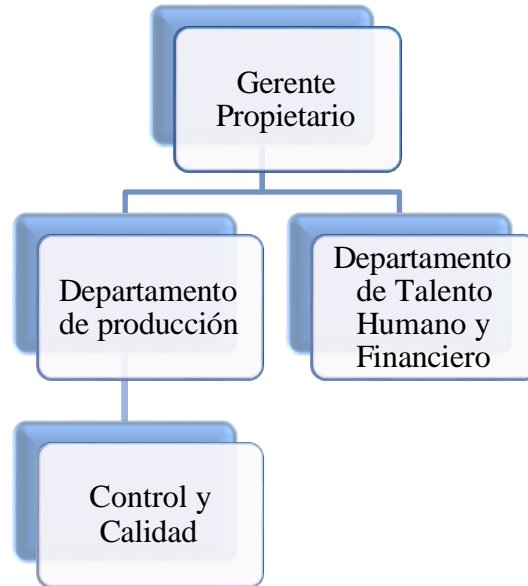 Gerente
Propietario
Departamento
de producción
Departamento
de Talento
Humano y
Financiero
Control y
Calidad